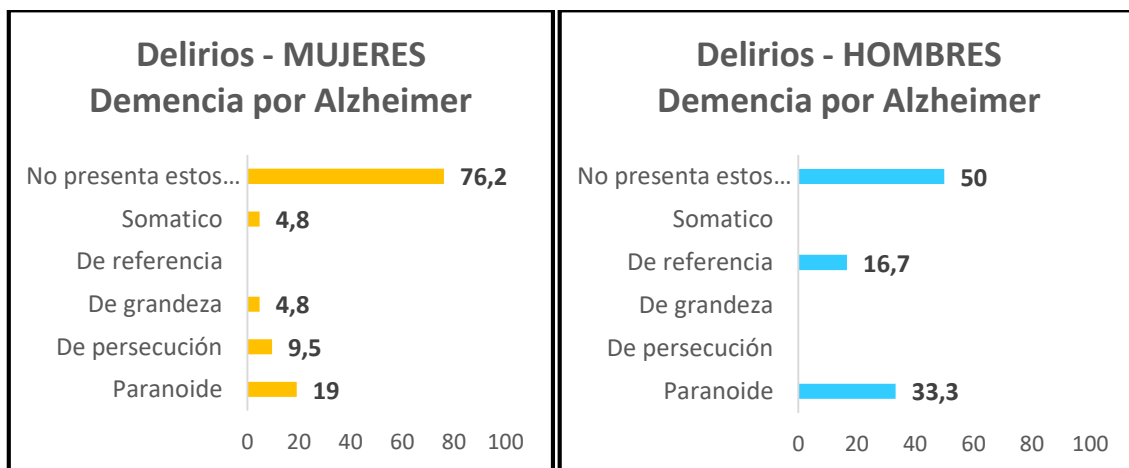 Delirios - MUJERES
Demencia por Alzheimer
No presenta estos... 76,2
Somatico 4,8
De referencia
De grandeza 4,8
De persecución 9,5
Paranoide 19
0 20 40 60 80 100
Delirios - HOMBRES
Demencia por Alzheimer
No presenta estos... 50
Somatico
De referencia 16,7
De grandeza
De persecución
Paranoide 33,3
0 20 40 60 80 100